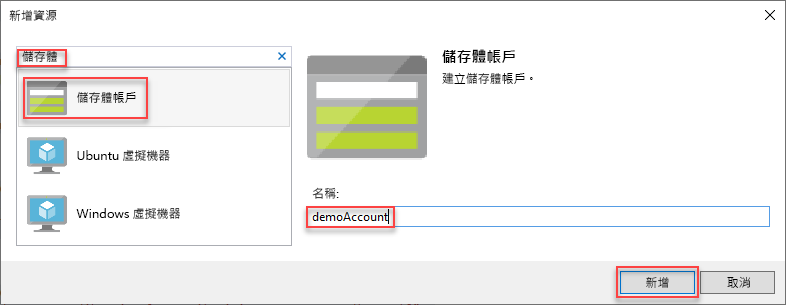 新增資源
儲存體
儲存體帳戶
Ubuntu 虛擬機器
Windows 虛擬機器
儲存體帳戶
建立儲存體帳戶。
名稱:
demoAccount
新增
取消